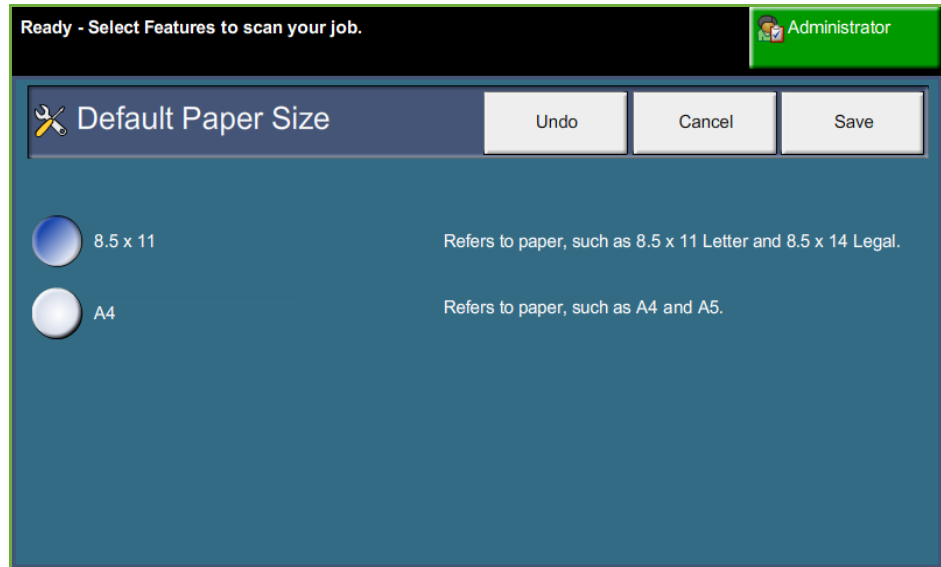 Ready - Select Features to scan your job.
Administrator
Default Paper Size
Undo
Cancel
Save
8.5 x 11
Refers to paper, such as 8.5 x 11 Letter and 8.5 x 14 Legal.
A4
Refers to paper, such as A4 and A5.